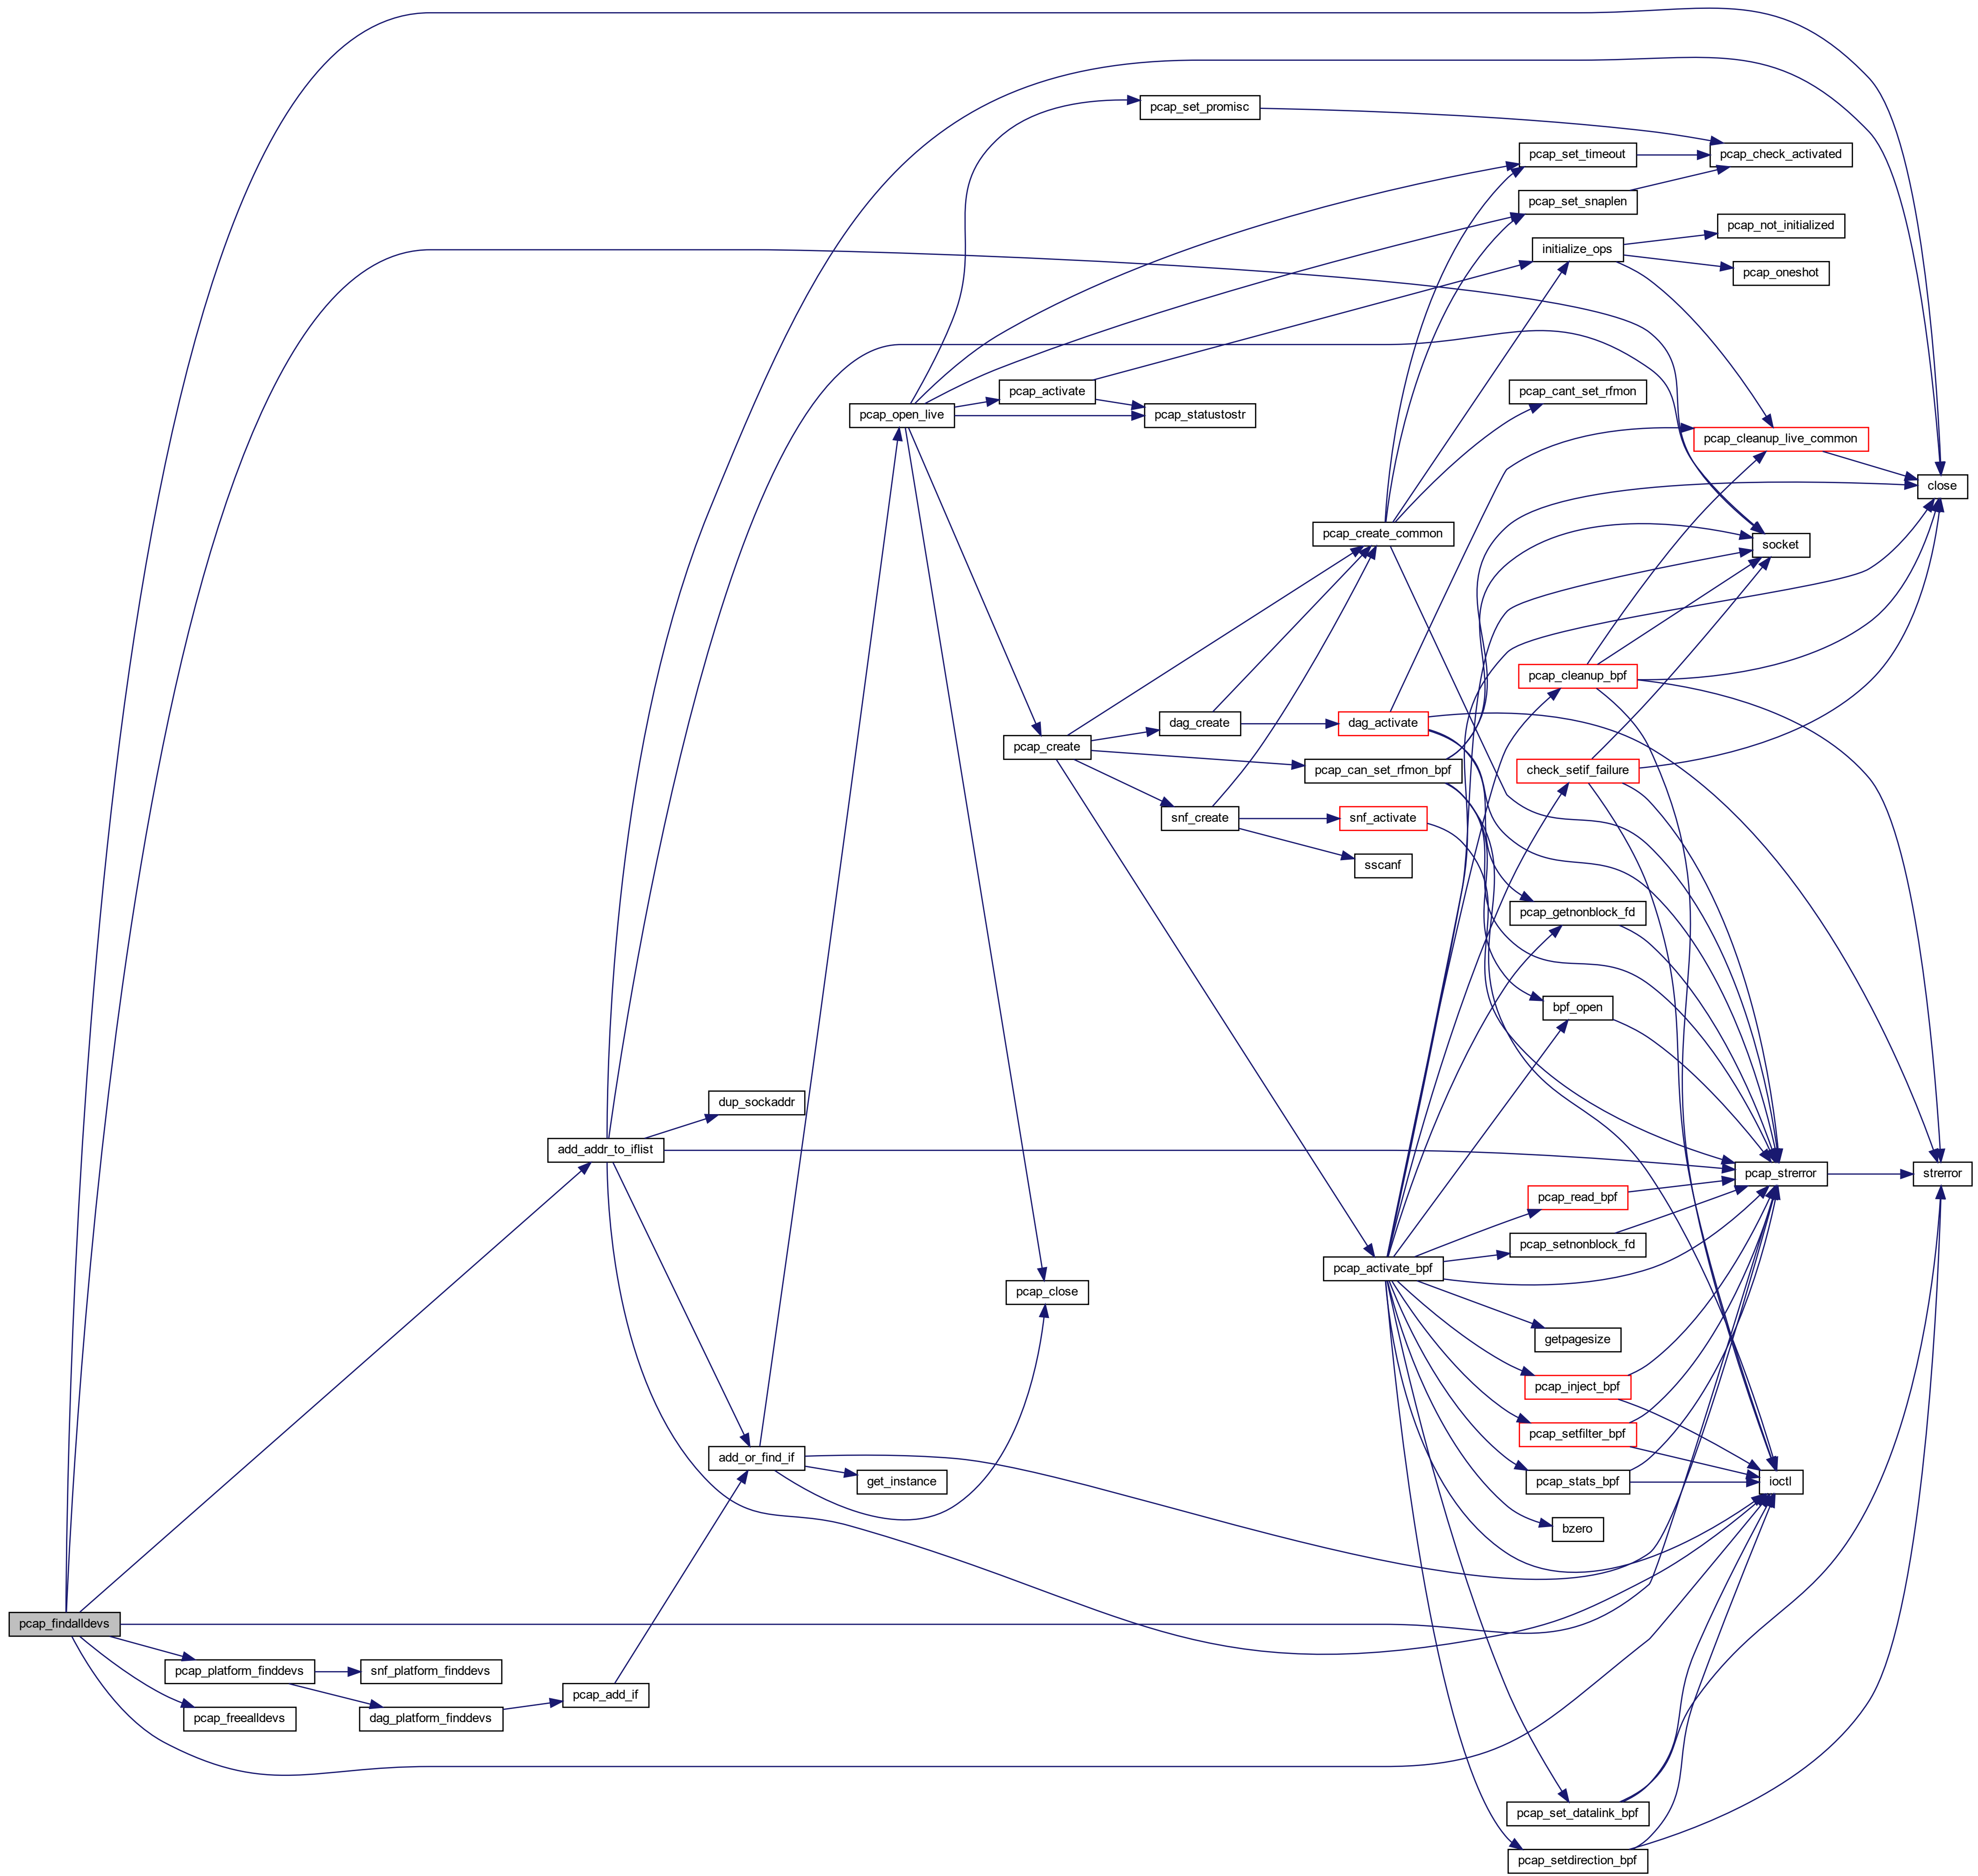 pcap_set_promisc
pcap_set_timeout
pcap_check_activated
pcap_set_snaplen
pcap_not_initialized
initialize_ops
pcap_oneshot
pcap_activate
pcap_cant_set_rfmon
pcap_open_live
pcap_statustostr
pcap_cleanup_live_common
close
pcap_create_common
socket
pcap_cleanup_bpf
dag_create
dag_activate
pcap_create
pcap_can_set_rfmon_bpf
check_setif_failure
snf_create
snf_activate
sscanf
pcap_getnonblock_fd
bpf_open
dup_sockaddr
add_addr_to_iflist
pcap_strerror
strerror
pcap_read_bpf
pcap_setnonblock_fd
pcap_activate_bpf
pcap_close
getpagesize
pcap_inject_bpf
pcap_setfilter_bpf
add_or_find_if
get_instance
pcap_stats_bpf
ioctl
bzero
pcap_findalldevs
pcap_platform_finddevs
snf_platform_finddevs
pcap_add_if
pcap_freealldevs
dag_platform_finddevs
pcap_set_datalink_bpf
pcap_setdirection_bpf